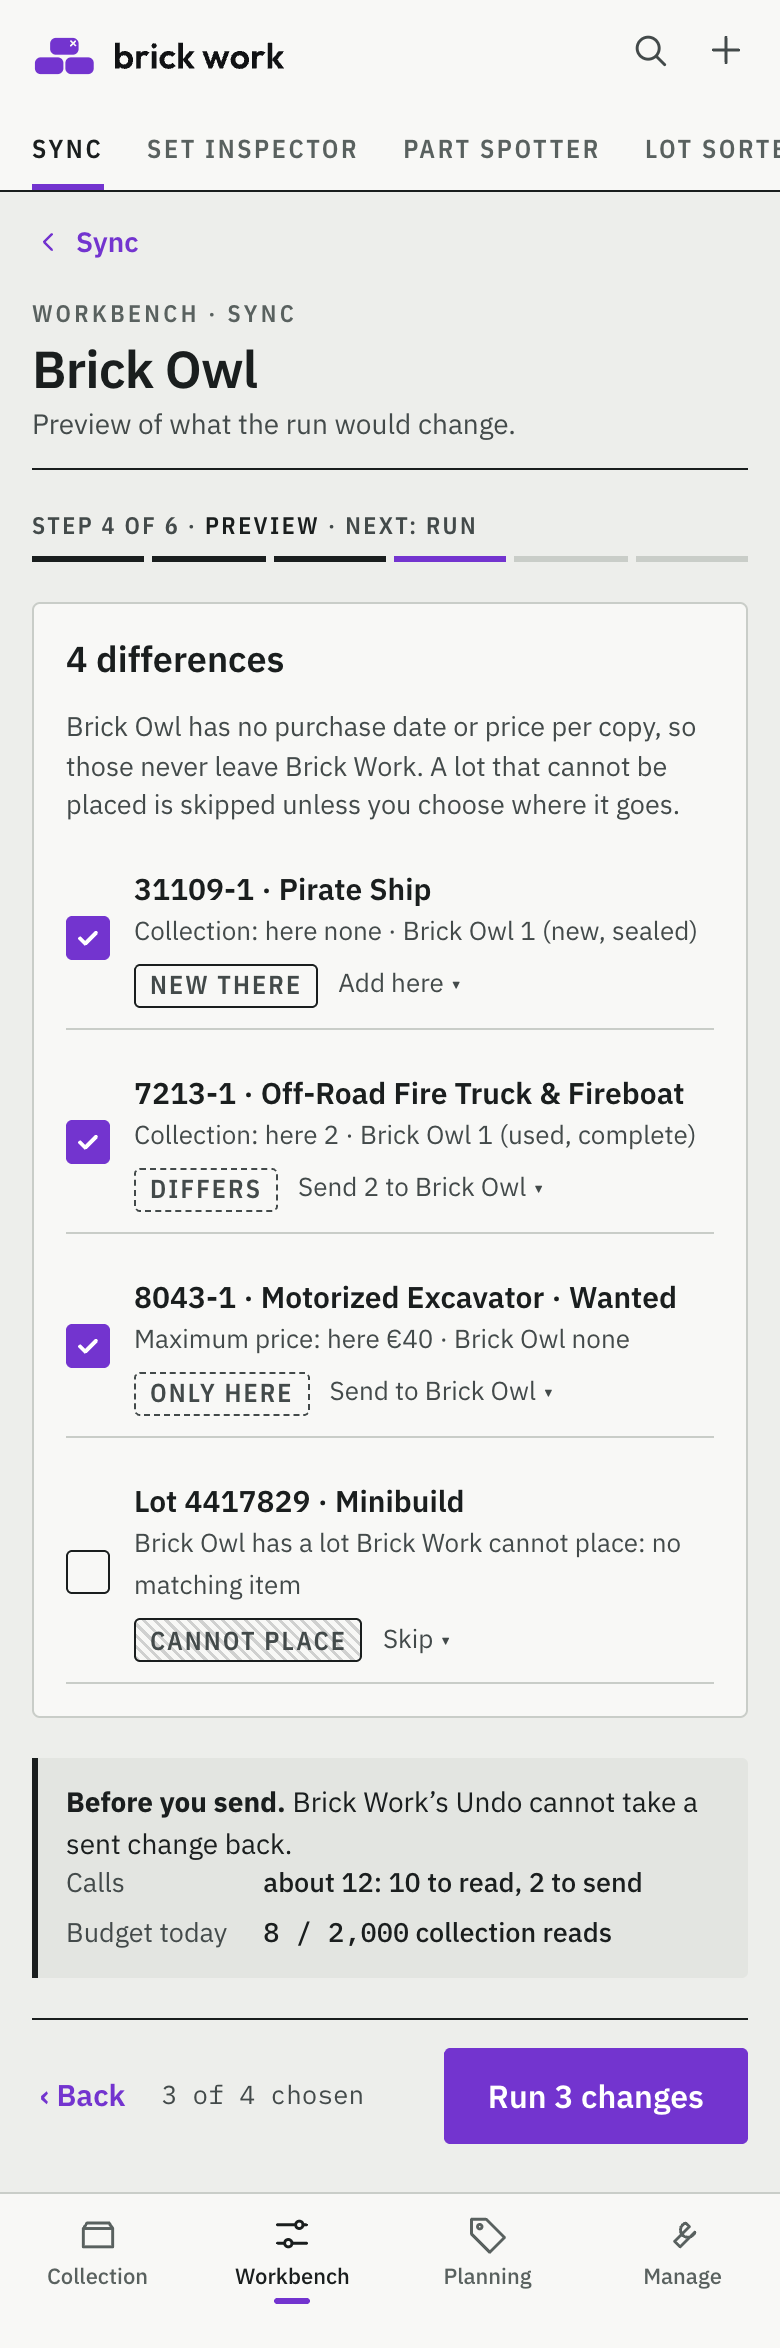 brick work
SYNC SET INSPECTOR PART SPOTTER LOT SORTE
Sync
WORKBENCH · SYNC
Brick Owl
Preview of what the run would change.
STEP 4 OF 6 · PREVIEW · NEXT: RUN
4 differences
Brick Owl has no purchase date or price per copy, so
those never leave Brick Work. A lot that cannot be
placed is skipped unless you choose where it goes.
31109-1 · Pirate Ship
Collection: here none · Brick Owl 1 (new, sealed)
NEW THERE Add here ▾
7213-1 · Off-Road Fire Truck & Fireboat
Collection: here 2 · Brick Owl 1 (used, complete)
DIFFERS Send 2 to Brick Owl ▾
8043-1 · Motorized Excavator · Wanted
Maximum price: here €40 · Brick Owl none
ONLY HERE Send to Brick Owl ▾
Lot 4417829 · Minibuild
Brick Owl has a lot Brick Work cannot place: no
matching item
CANNOT PLACE Skip ▾
Before you send. Brick Work’s Undo cannot take a
sent change back.
Calls about 12: 10 to read, 2 to send
Budget today 8 / 2,000 collection reads
‹ Back 3 of 4 chosen Run 3 changes
Collection Workbench Planning Manage